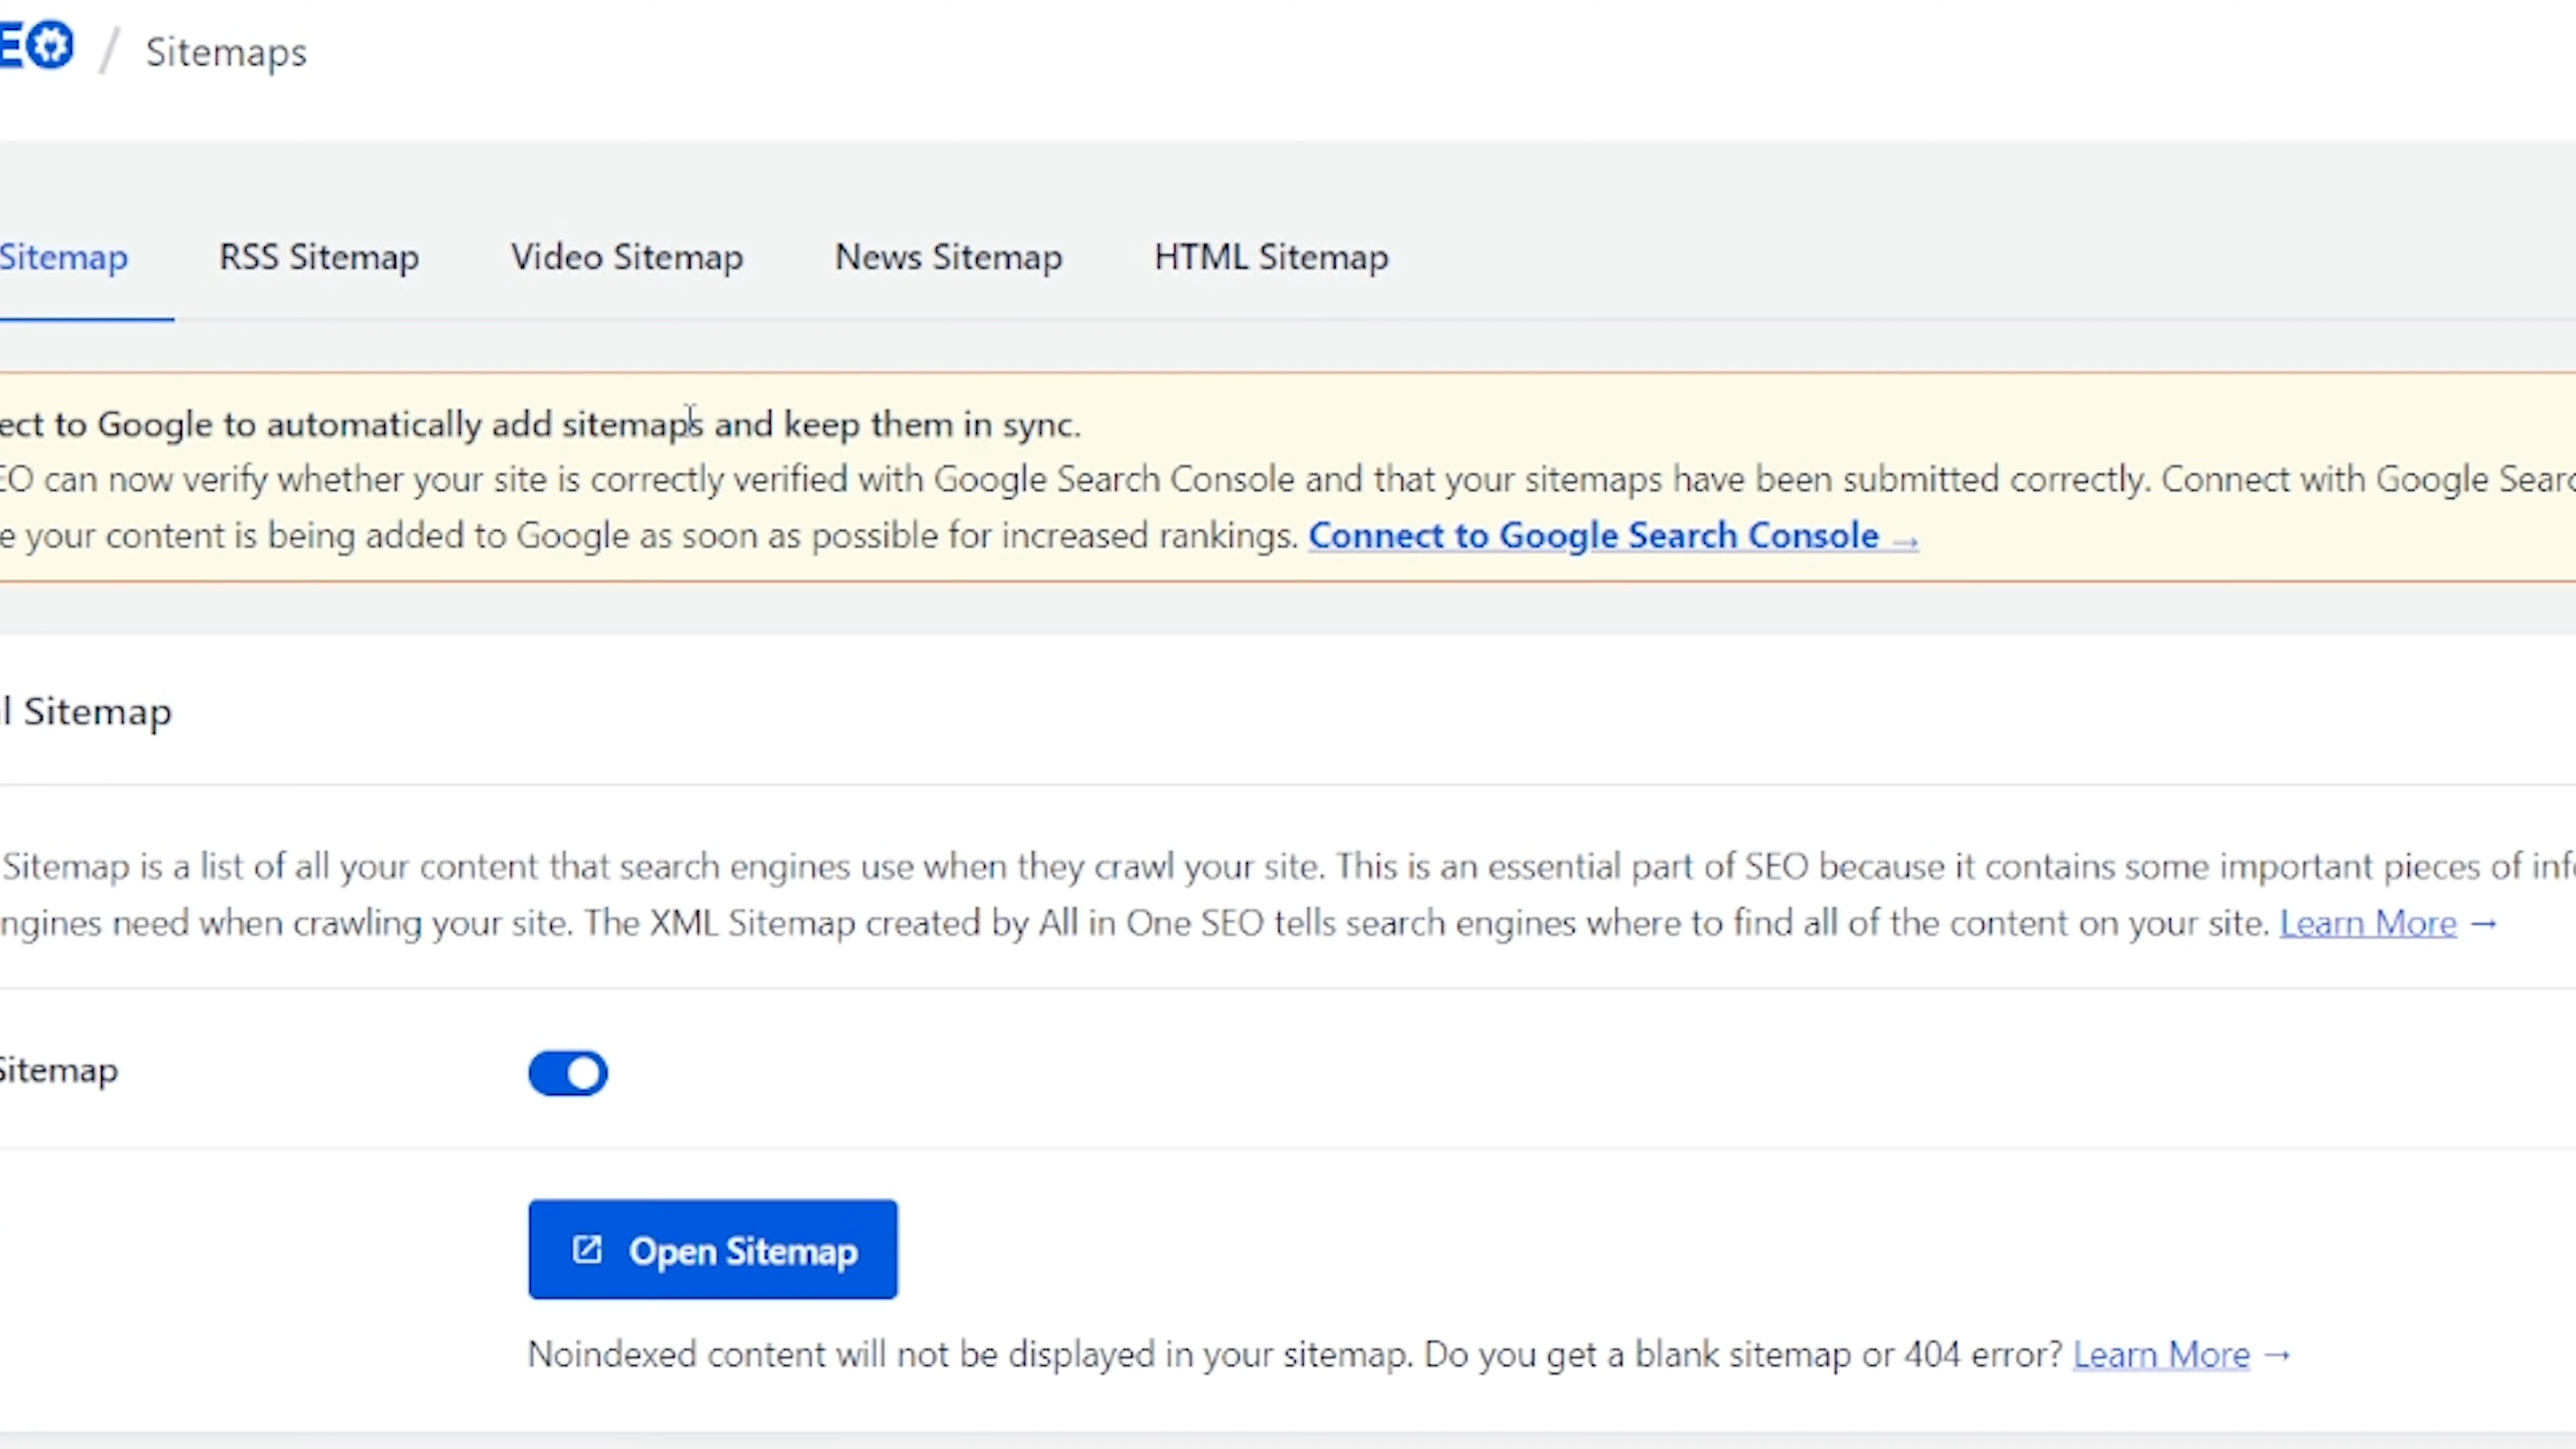 EO / Sitemaps
Sitemap RSS Sitemap Video Sitemap News Sitemap HTML Sitemap
ect to Google to automatically add sitemaps and keep them in sync.
EO can now verify whether your site is correctly verified with Google Search Console and that your sitemaps have been submitted correctly. Connect with Google Searc
e your content is being added to Google as soon as possible for increased rankings. Connect to Google Search Console →
l Sitemap
Sitemap is a list of all your content that search engines use when they crawl your site. This is an essential part of SEO because it contains some important pieces of inf
ngines need when crawling your site. The XML Sitemap created by All in One SEO tells search engines where to find all of the content on your site. Learn More →
Sitemap
Open Sitemap
Noindexed content will not be displayed in your sitemap. Do you get a blank sitemap or 404 error? Learn More →